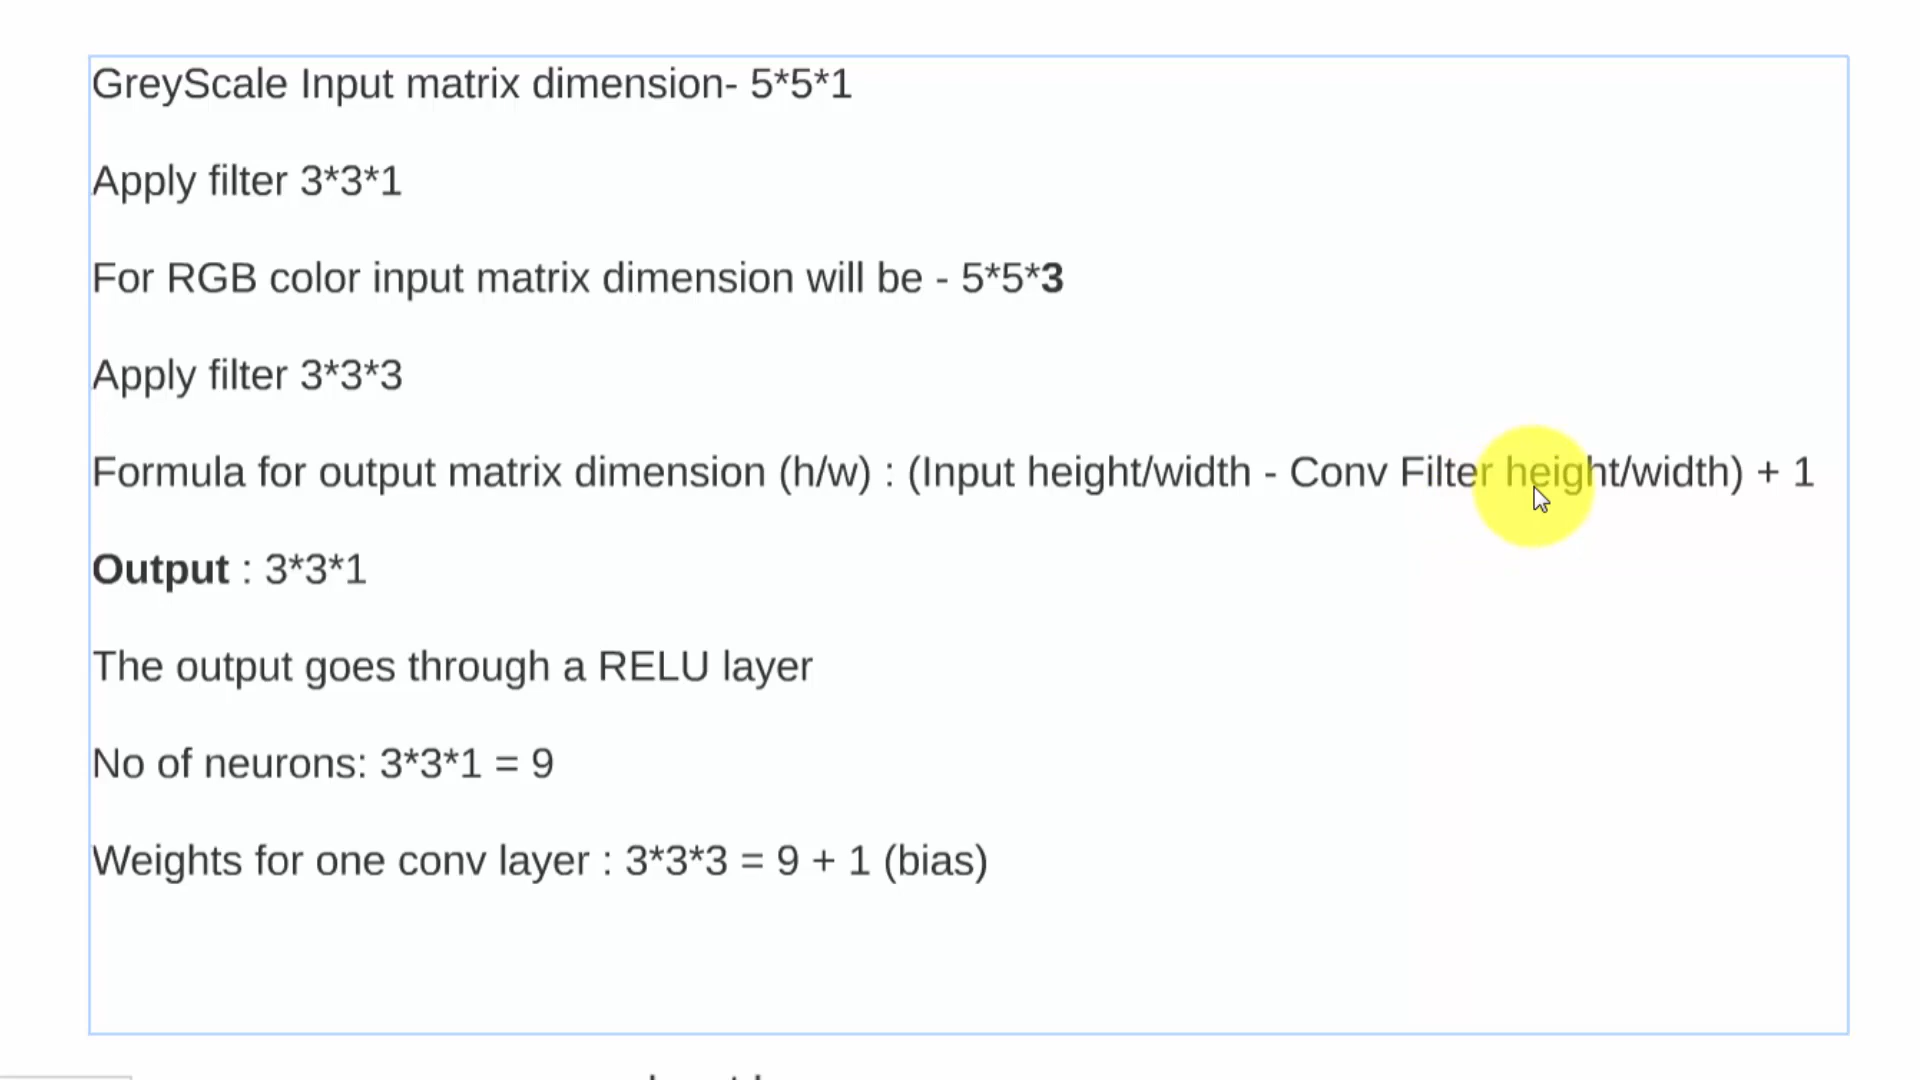 GreyScale Input matrix dimension- 5*5*1
Apply filter 3*3*1
For RGB color input matrix dimension will be - 5*5*3
Apply filter 3*3*3
Formula for output matrix dimension (h/w) : (Input height/width - Conv Filter height/width) + 1
Output : 3*3*1
The output goes through a RELU layer
No of neurons: 3*3*1 = 9
Weights for one conv layer : 3*3*3 = 9 + 1 (bias)